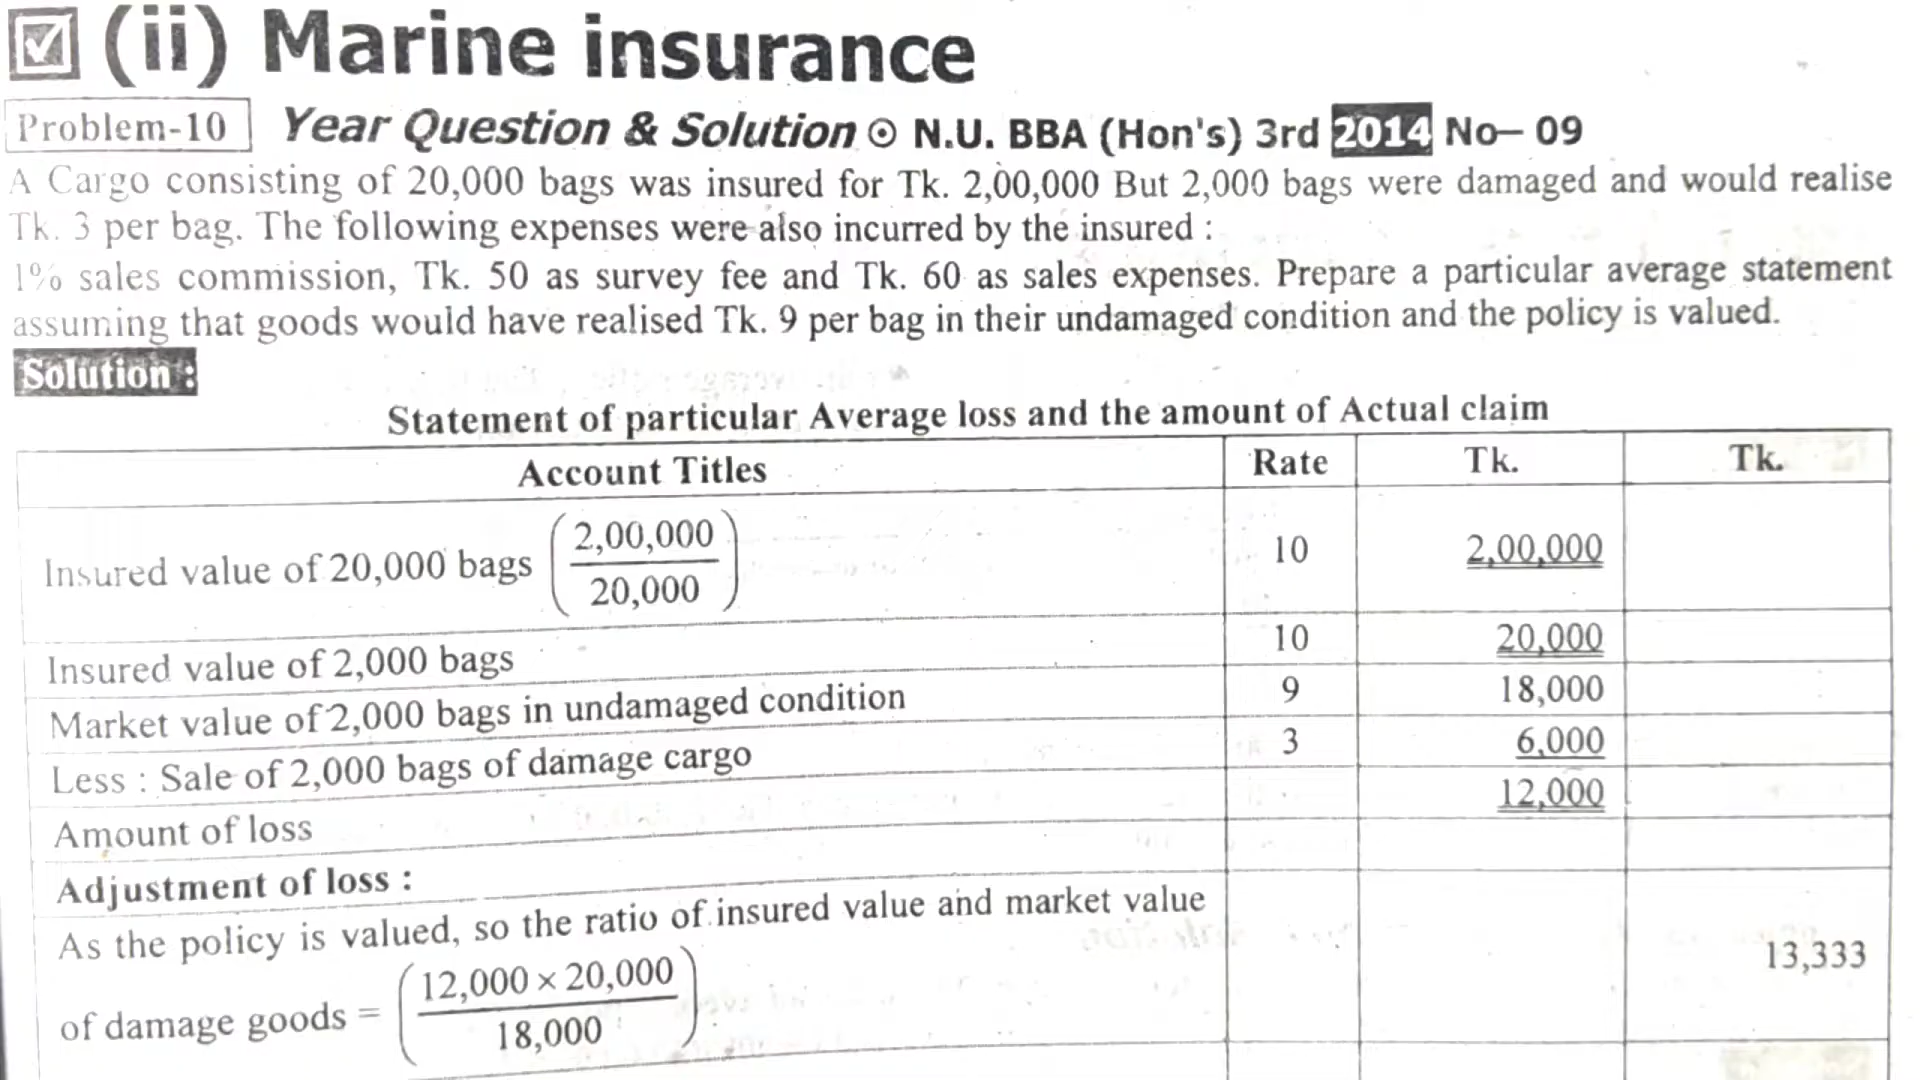 (ii) Marine insurance
Problem-10 Year Question & Solution ⊙ N.U. BBA (Hon's) 3rd 2014 No– 09
A Cargo consisting of 20,000 bags was insured for Tk. 2,00,000 But 2,000 bags were damaged and would realise
Tk. 3 per bag. The following expenses were also incurred by the insured :
1% sales commission, Tk. 50 as survey fee and Tk. 60 as sales expenses. Prepare a particular average statement
assuming that goods would have realised Tk. 9 per bag in their undamaged condition and the policy is valued.
Solution :
Statement of particular Average loss and the amount of Actual claim
Account Titles Rate Tk. Tk.
Insured value of 20,000 bags (2,00,000 / 20,000) 10 2,00,000
Insured value of 2,000 bags 10 20,000
Market value of 2,000 bags in undamaged condition 9 18,000
Less : Sale of 2,000 bags of damage cargo 3 6,000
Amount of loss 12,000
Adjustment of loss :
As the policy is valued, so the ratio of insured value and market value
of damage goods = (12,000 × 20,000 / 18,000) 13,333